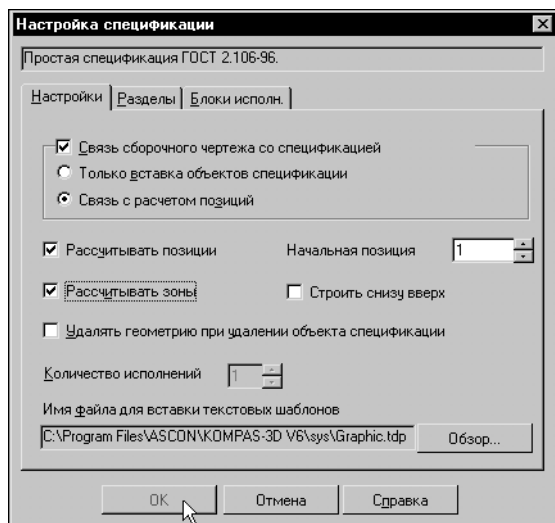 Настройка спецификации
Простая спецификация ГОСТ 2.106-96.
Настройки Разделы Блоки исполн.
Связь сборочного чертежа со спецификацией
Только вставка объектов спецификации
Связь с расчетом позиций
Рассчитывать позиции Начальная позиция 1
Рассчитывать зоны Строить снизу вверх
Удалять геометрию при удалении объекта спецификации
Количество исполнений 1
Имя файла для вставки текстовых шаблонов
C:\Program Files\ASCON\KOMPAS-3D V6\sys\Graphic.tdp Обзор...
OK Отмена Справка